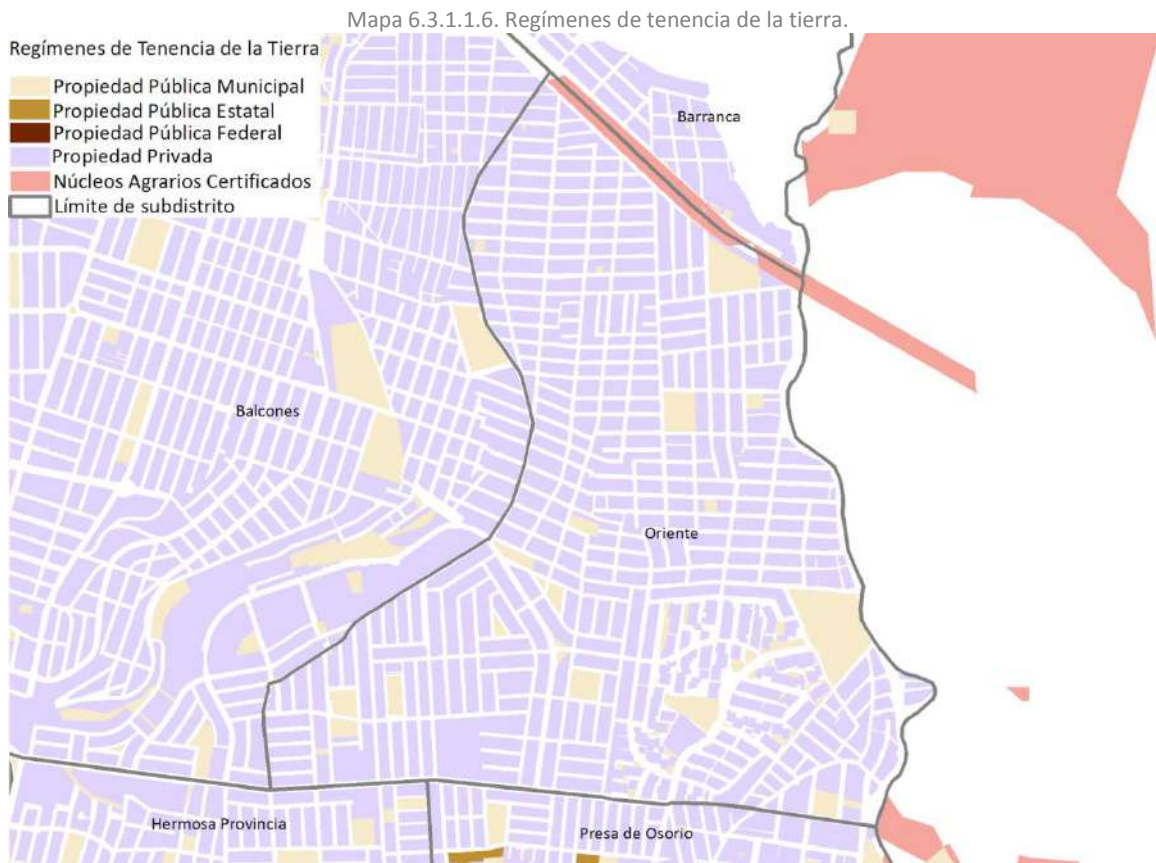 Mapa 6.3.1.1.6. Regímenes de tenencia de la tierra.
Regímenes de Tenencia de la Tierra
Propiedad Pública Municipal
Propiedad Pública Estatal
Propiedad Pública Federal
Propiedad Privada
Núcleos Agrarios Certificados
Límite de subdistrito
Barranca
Balcones
Oriente
Hermosa Provincia
Presa de Osorio